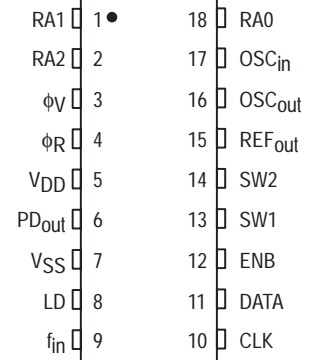 RA1 1 18 RA0
RA2 2 17 OSCin
ϕV 3 16 OSCout
ϕR 4 15 REFout
VDD 5 14 SW2
PDout 6 13 SW1
VSS 7 12 ENB
LD 8 11 DATA
fin 9 10 CLK